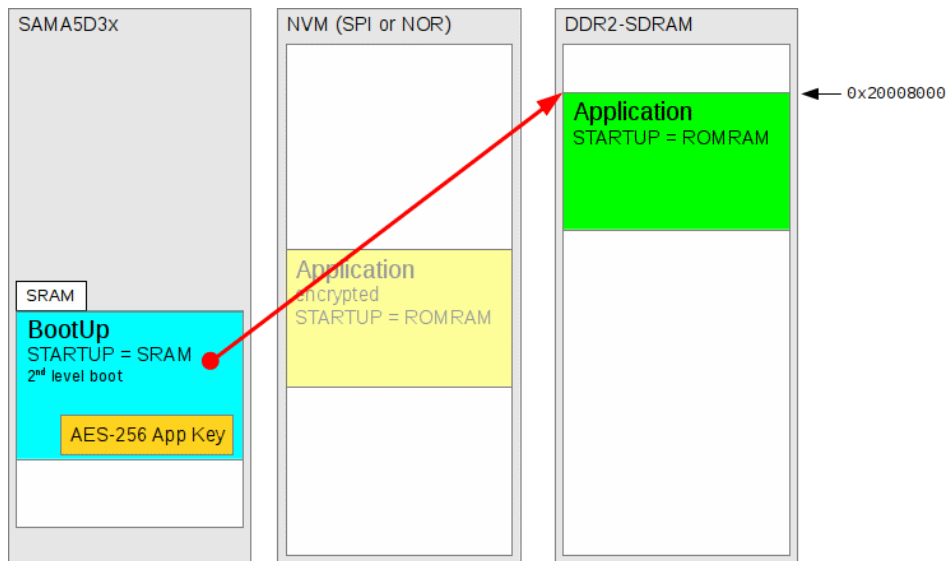 SAMA5D3x
SRAM
BootUp
STARTUP = SRAM
2nd level boot
AES-256 App Key
NVM (SPI or NOR)
Application
encrypted
STARTUP = ROMRAM
DDR2-SDRAM
Application
STARTUP = ROMRAM
0x20008000